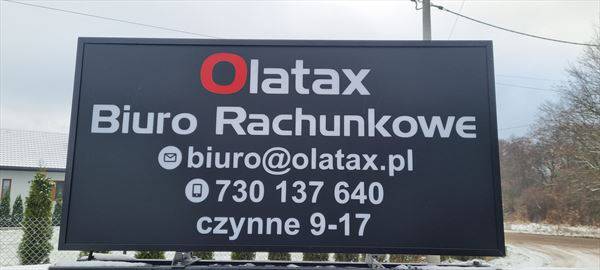 Olatax
Biuro Rachunkowe
biuro@olatax.pl
730 137 640
czynne 9-17